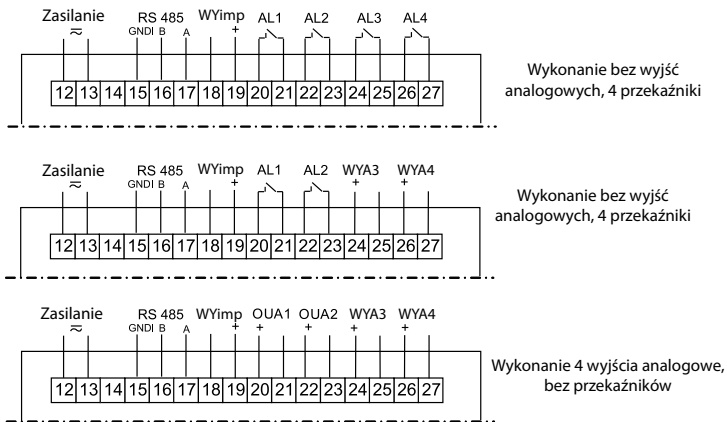 Zasilanie RS 485 WYimp AL1 AL2 AL3 AL4
GNDI B A +
12 13 14 15 16 17 18 19 20 21 22 23 24 25 26 27
Wykonanie bez wyjść
analogowych, 4 przekaźniki
Zasilanie RS 485 WYimp AL1 AL2 WYA3 WYA4
GNDI B A + + +
12 13 14 15 16 17 18 19 20 21 22 23 24 25 26 27
Wykonanie bez wyjść
analogowych, 4 przekaźniki
Zasilanie RS 485 WYimp OUA1 OUA2 WYA3 WYA4
GNDI B A + + + + +
12 13 14 15 16 17 18 19 20 21 22 23 24 25 26 27
Wykonanie 4 wyjścia analogowe,
bez przekaźników